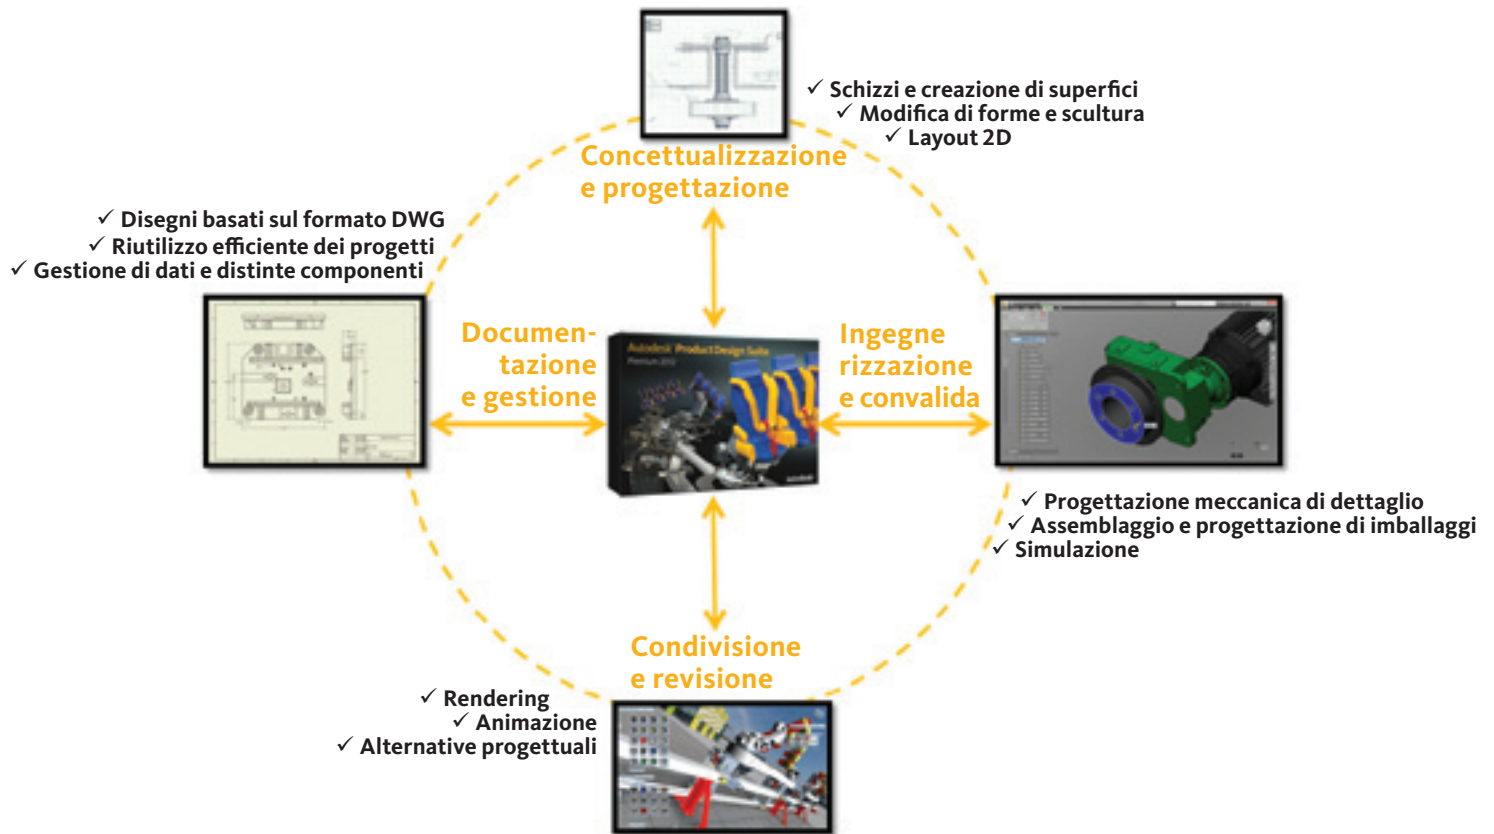 ✓ Schizzi e creazione di superfici
✓ Modifica di forme e scultura
✓ Layout 2D
Concettualizzazione
e progettazione
✓ Disegni basati sul formato DWG
✓ Riutilizzo efficiente dei progetti
✓ Gestione di dati e distinte componenti
Documen-
tazione
e gestione
Autodesk Product Design Suite
Premium 2012
Ingegne
rizzazione
e convalida
✓ Progettazione meccanica di dettaglio
✓ Assemblaggio e progettazione di imballaggi
✓ Simulazione
Condivisione
e revisione
✓ Rendering
✓ Animazione
✓ Alternative progettuali